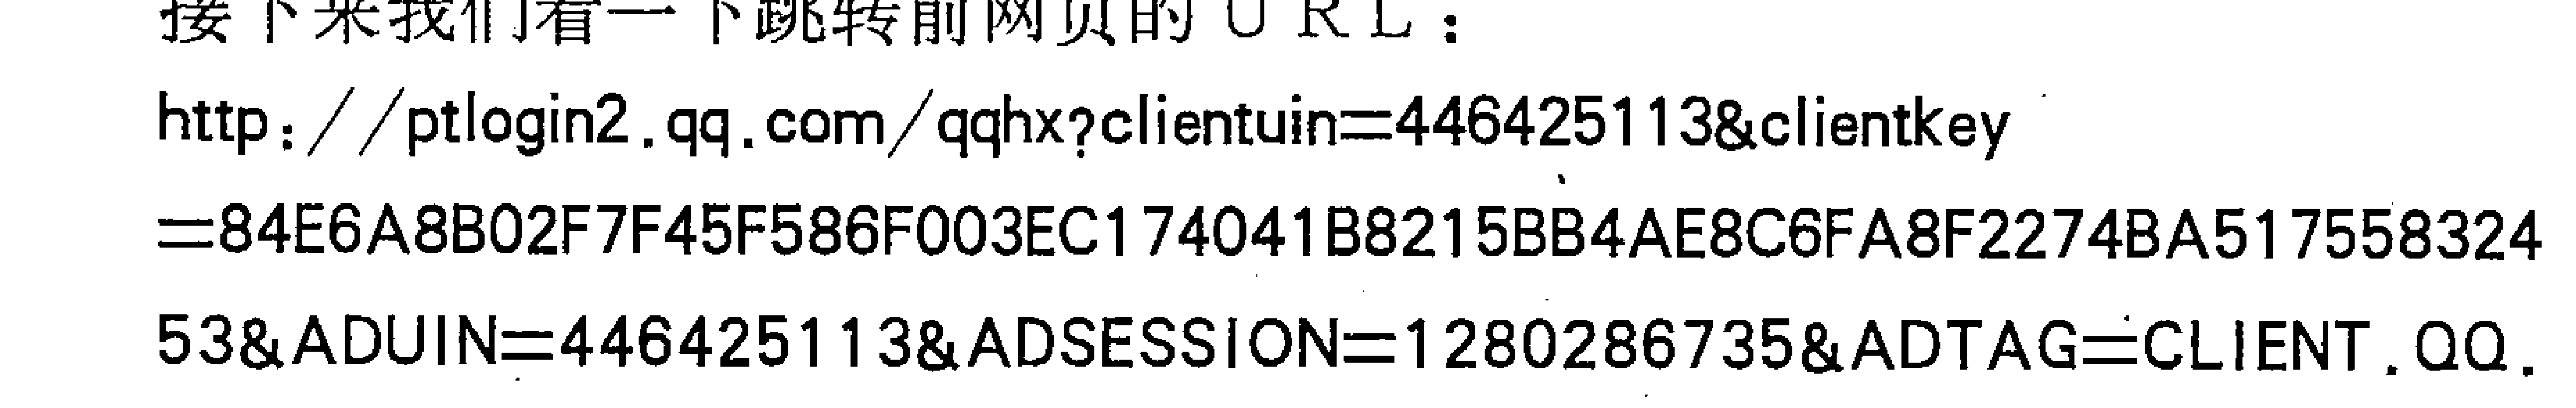 接下来我们看一下跳转前网页的URL：
http://ptlogin2.qq.com/qqhx?clientuin=446425113&clientkey
=84E6A8B02F7F45F586F003EC174041B8215BB4AE8C6FA8F2274BA517558324
53&ADUIN=446425113&ADSESSION=1280286735&ADTAG=CLIENT.QQ.